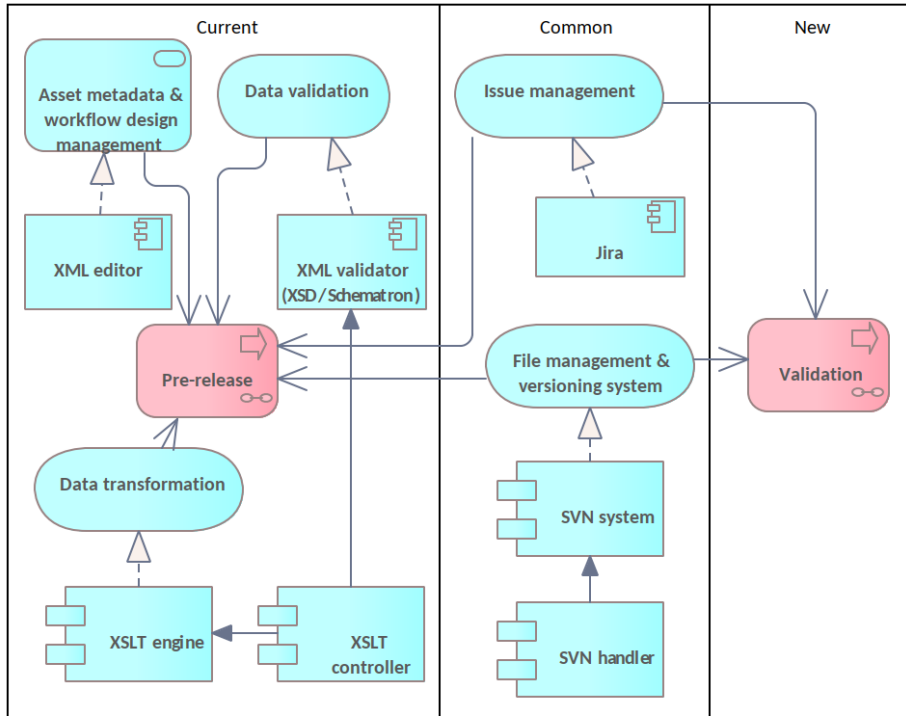 Current
Common
New
Asset metadata &
workflow design
management
Data validation
Issue management
XML editor
XML validator
(XSD/Schematron)
Jira
Pre-release
File management &
versioning system
Validation
Data transformation
SVN system
XSLT engine
XSLT
controller
SVN handler